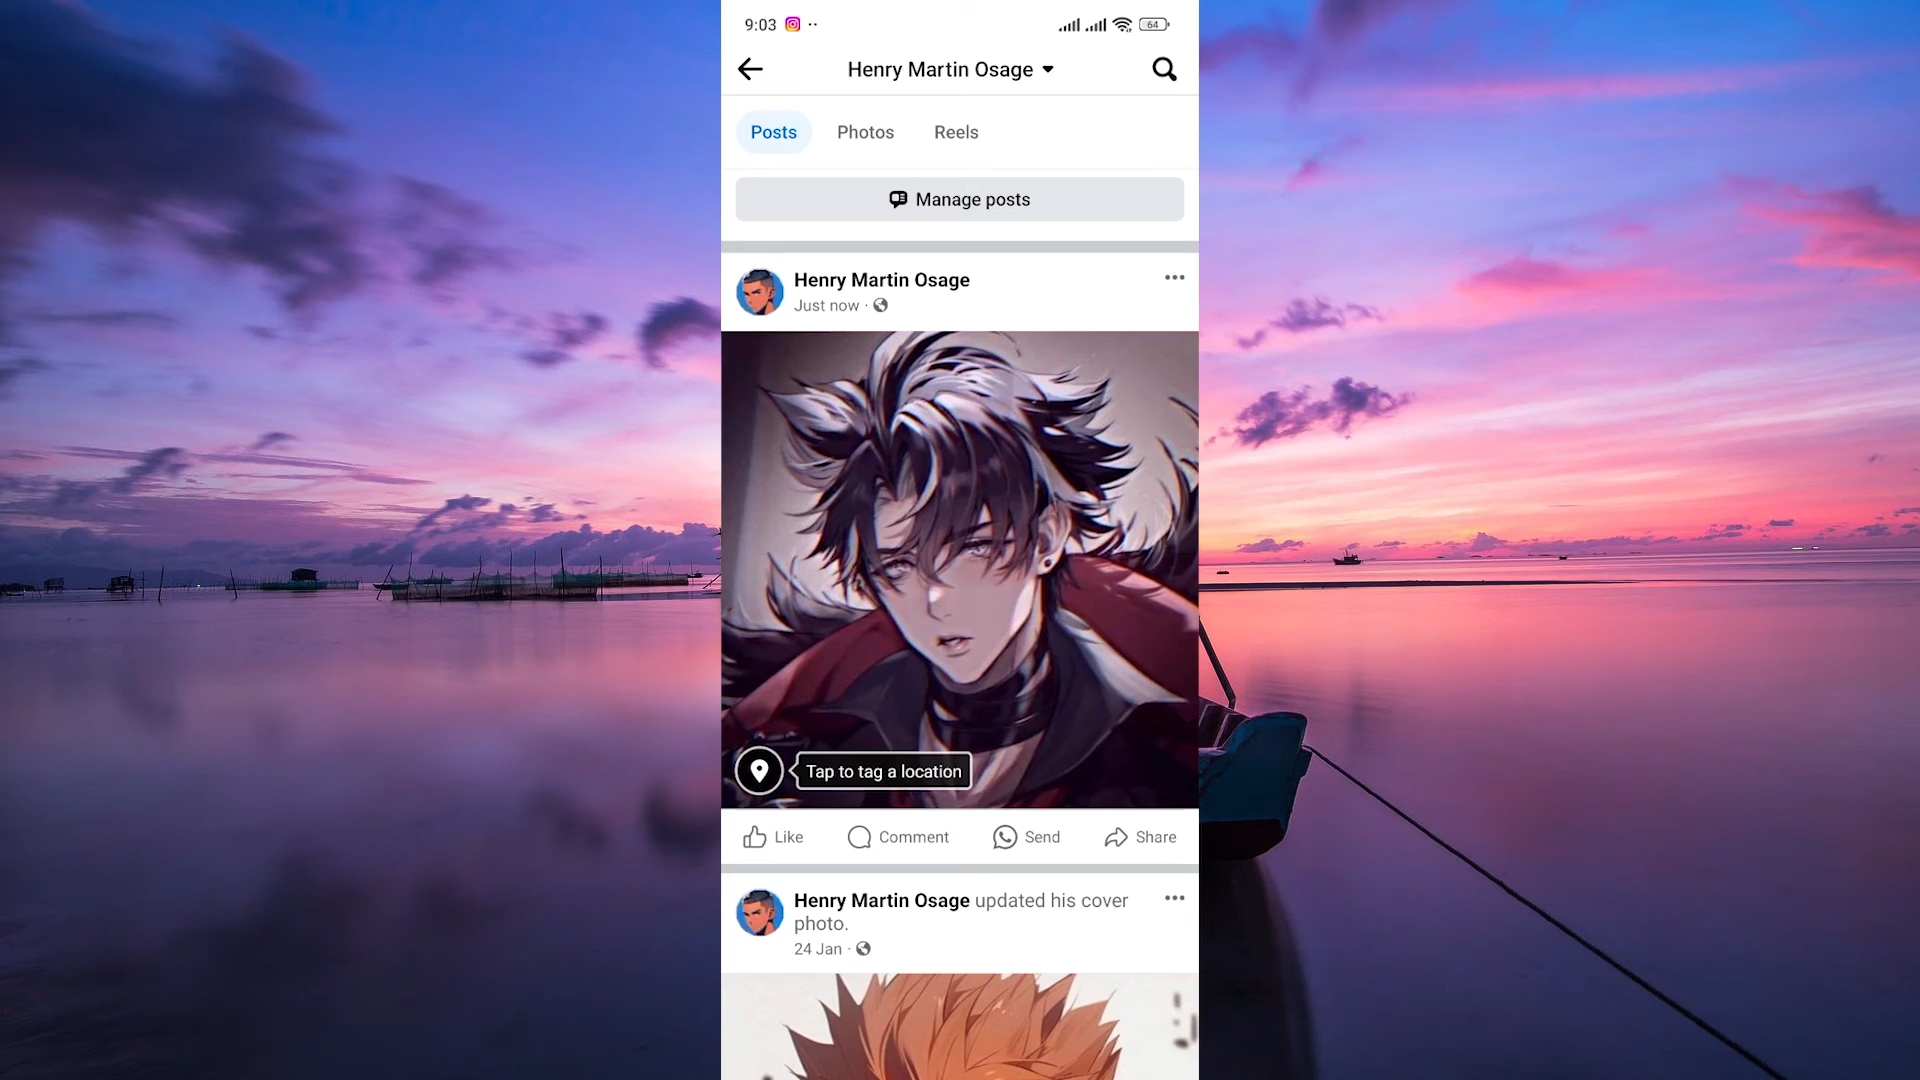 9:03
64
Henry Martin Osage
Posts Photos Reels
Manage posts
Henry Martin Osage
Just now ·
Tap to tag a location
Like Comment Send Share
Henry Martin Osage updated his cover
photo.
24 Jan ·